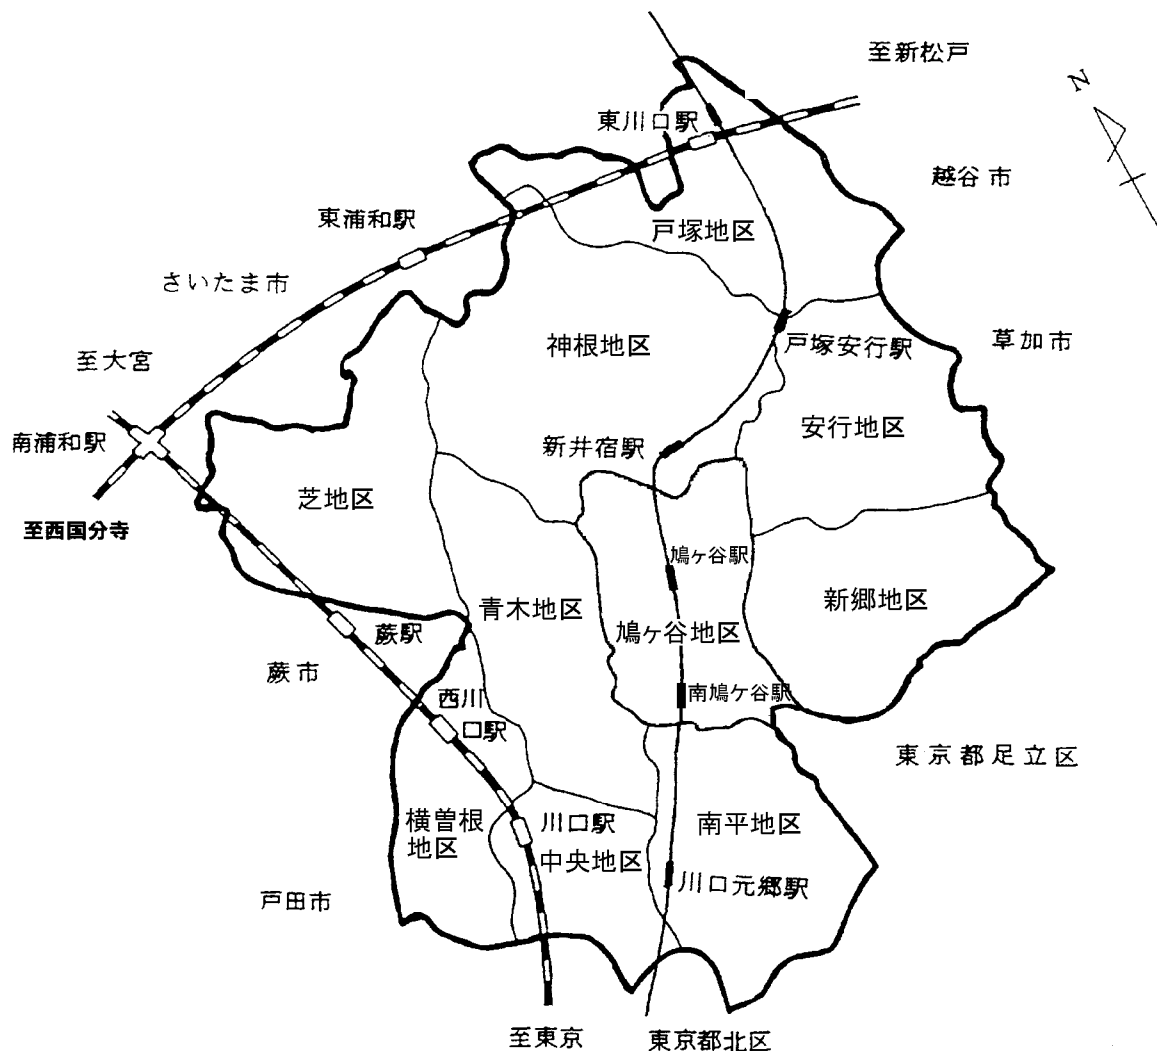 至新松戸
N
東川口駅
越谷市
東浦和駅
戸塚地区
さいたま市
草加市
神根地区
戸塚安行駅
至大宮
安行地区
南浦和駅
新井宿駅
芝地区
至西国分寺
鳩ヶ谷駅
青木地区
新郷地区
鳩ヶ谷地区
蕨駅
蕨市
西川
口駅
南鳩ケ谷駅
東京都足立区
横曽根
地区
川口駅
中央地区
南平地区
川口元郷駅
戸田市
至東京
東京都北区